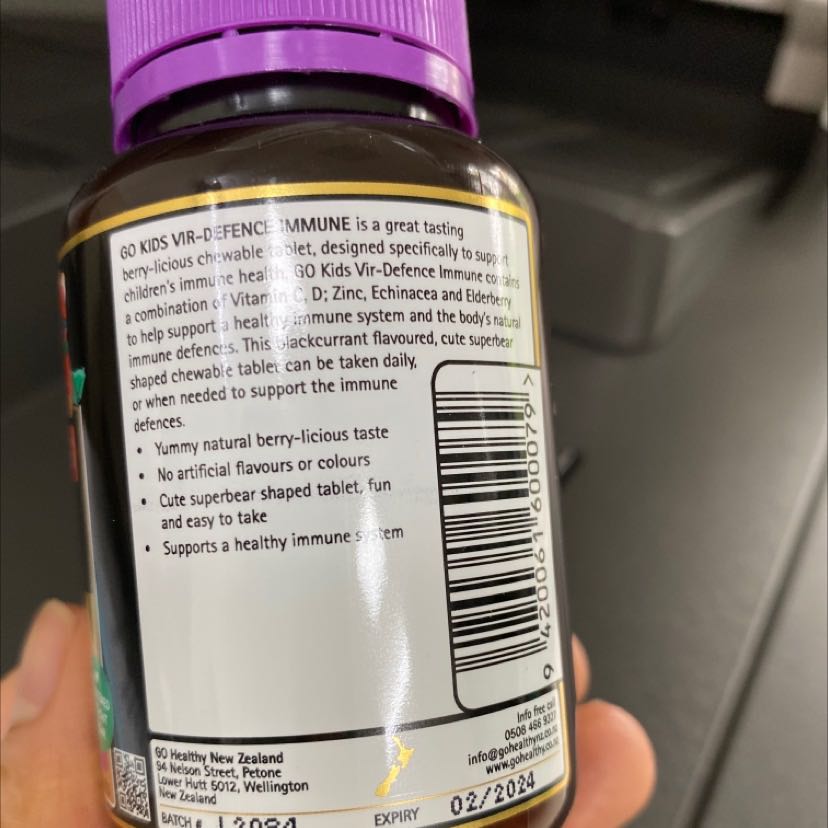 GO KIDS VIR-DEFENCE IMMUNE is a great tasting
berry-licious chewable tablet, designed specifically to support
children's immune health. GO Kids Vir-Defence Immune contains
a combination of Vitamin C, D; Zinc, Echinacea and Elderberry
to help support a healthy immune system and the body's natural
immune defences. This blackcurrant flavoured, cute superbear
shaped chewable tablet can be taken daily,
or when needed to support the immune
defences.
• Yummy natural berry-licious taste
• No artificial flavours or colours
• Cute superbear shaped tablet, fun
and easy to take
• Supports a healthy immune system
9 420061 600079 >
GO Healthy New Zealand
94 Nelson Street, Petone
Lower Hutt 5012, Wellington
New Zealand
Info free call
0508 466 9327
info@gohealthynz.co.nz
www.gohealthy.co.nz
BATCH #
EXPIRY 02/2024